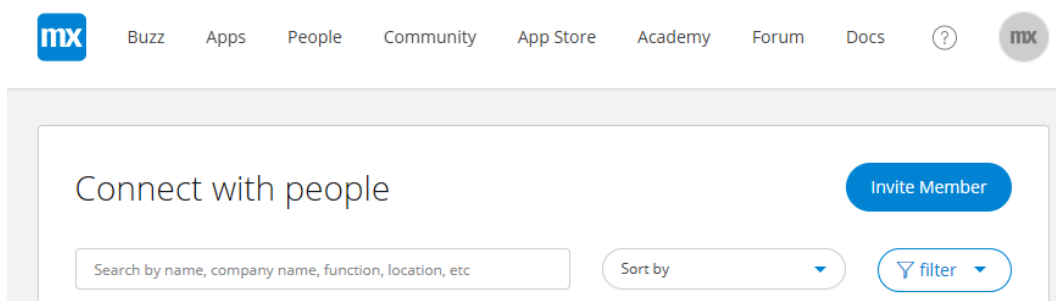 mx Buzz Apps People Community App Store Academy Forum Docs ? mx
Connect with people Invite Member
Search by name, company name, function, location, etc Sort by filter